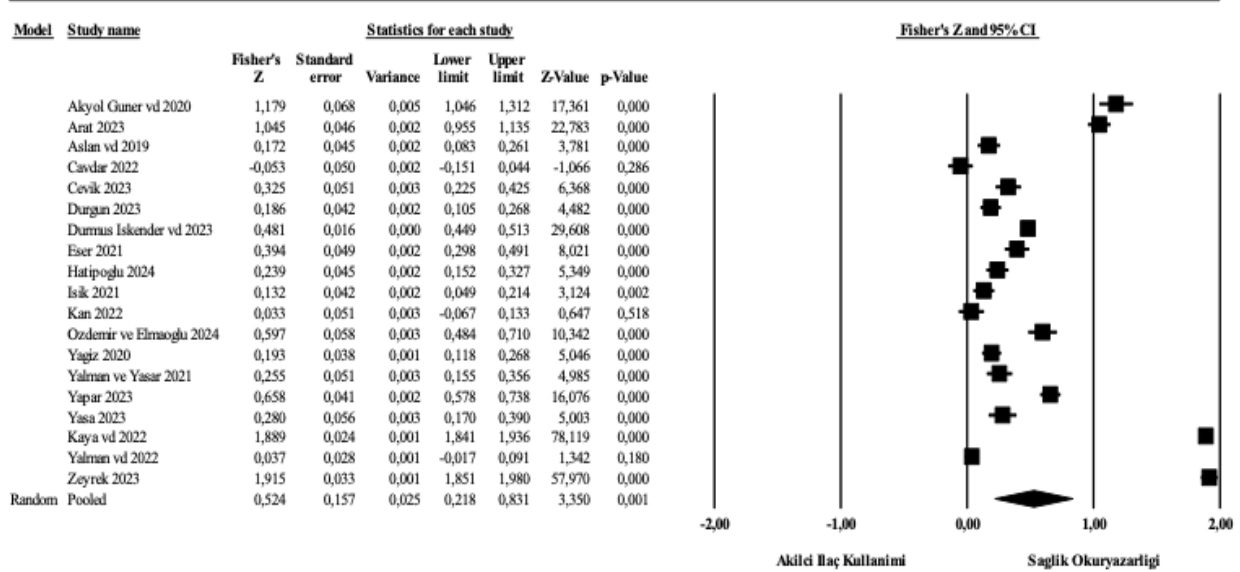 Model Study name Statistics for each study Fisher's Z and 95% CI
Fisher's Standard Lower Upper
Z error Variance limit limit Z-Value p-Value
Akyol Guner vd 2020 1,179 0,068 0,005 1,046 1,312 17,361 0,000
Arat 2023 1,045 0,046 0,002 0,955 1,135 22,783 0,000
Aslan vd 2019 0,172 0,045 0,002 0,083 0,261 3,781 0,000
Cavdar 2022 -0,053 0,050 0,002 -0,151 0,044 -1,066 0,286
Cevik 2023 0,325 0,051 0,003 0,225 0,425 6,368 0,000
Durgun 2023 0,186 0,042 0,002 0,105 0,268 4,482 0,000
Durmus Iskender vd 2023 0,481 0,016 0,000 0,449 0,513 29,608 0,000
Eser 2021 0,394 0,049 0,002 0,298 0,491 8,021 0,000
Hatipoglu 2024 0,239 0,045 0,002 0,152 0,327 5,349 0,000
Isik 2021 0,132 0,042 0,002 0,049 0,214 3,124 0,002
Kan 2022 0,033 0,051 0,003 -0,067 0,133 0,647 0,518
Ozdemir ve Elmaoglu 2024 0,597 0,058 0,003 0,484 0,710 10,342 0,000
Yagiz 2020 0,193 0,038 0,001 0,118 0,268 5,046 0,000
Yalman ve Yasar 2021 0,255 0,051 0,003 0,155 0,356 4,985 0,000
Yapar 2023 0,658 0,041 0,002 0,578 0,738 16,076 0,000
Yasa 2023 0,280 0,056 0,003 0,170 0,390 5,003 0,000
Kaya vd 2022 1,889 0,024 0,001 1,841 1,936 78,119 0,000
Yalman vd 2022 0,037 0,028 0,001 -0,017 0,091 1,342 0,180
Zeyrek 2023 1,915 0,033 0,001 1,851 1,980 57,970 0,000
Random Pooled 0,524 0,157 0,025 0,218 0,831 3,350 0,001
-2,00 -1,00 0,00 1,00 2,00
Akilci Ilaç Kullanimi Saglik Okuryazarligi